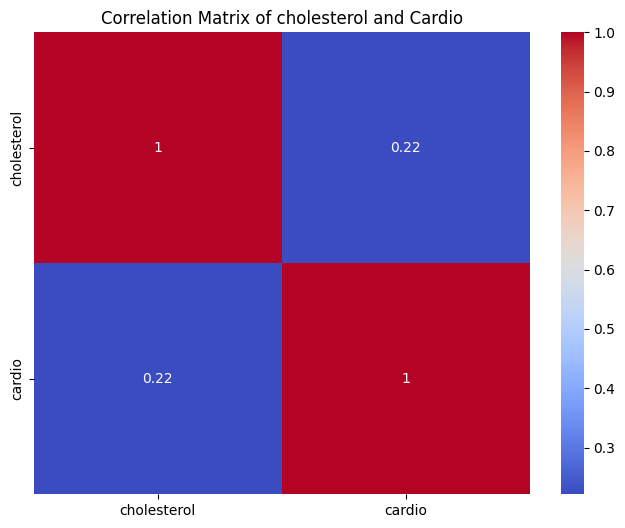 Correlation Matrix of cholesterol and Cardio
cholesterol
1
0.22
cardio
0.22
1
cholesterol
cardio
1.0
0.9
0.8
0.7
0.6
0.5
0.4
0.3